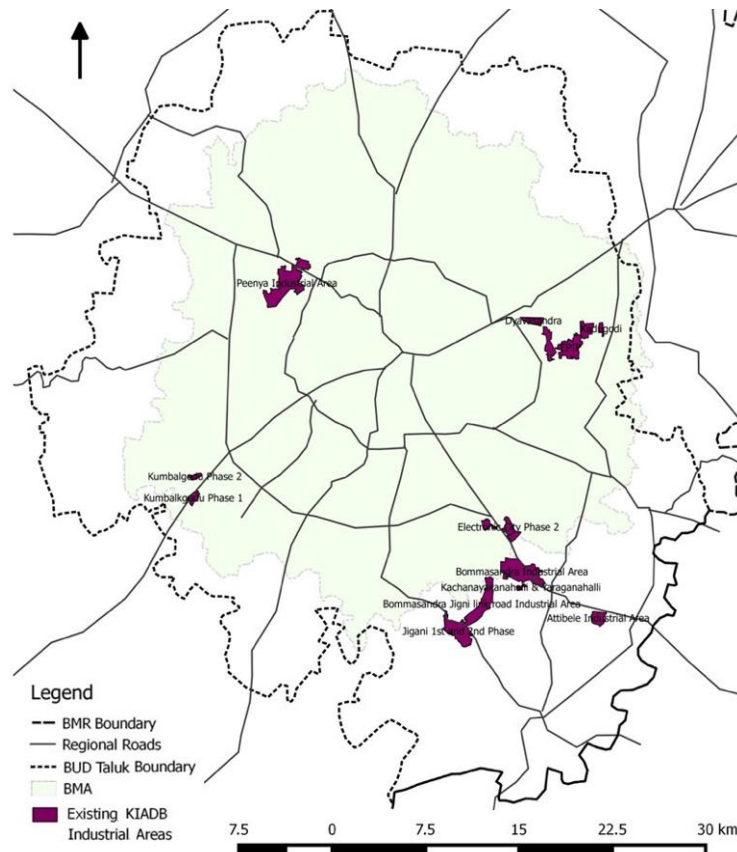 Peenya Industrial Area
Dyavasandra
Kadugodi
Kumbalgodu Phase 2
Kumbalkgodu Phase 1
Electronic City Phase 2
Bommasandra Industrial Area
Kachanayakanahalli & Yaraganahalli
Bommasandra Jigni link road Industrial Area
Attibele Industrial Area
Jigani 1st and 2nd Phase
Legend
BMR Boundary
Regional Roads
BUD Taluk Boundary
BMA
Existing KIADB
Industrial Areas
7.5 0 7.5 15 22.5 30 km